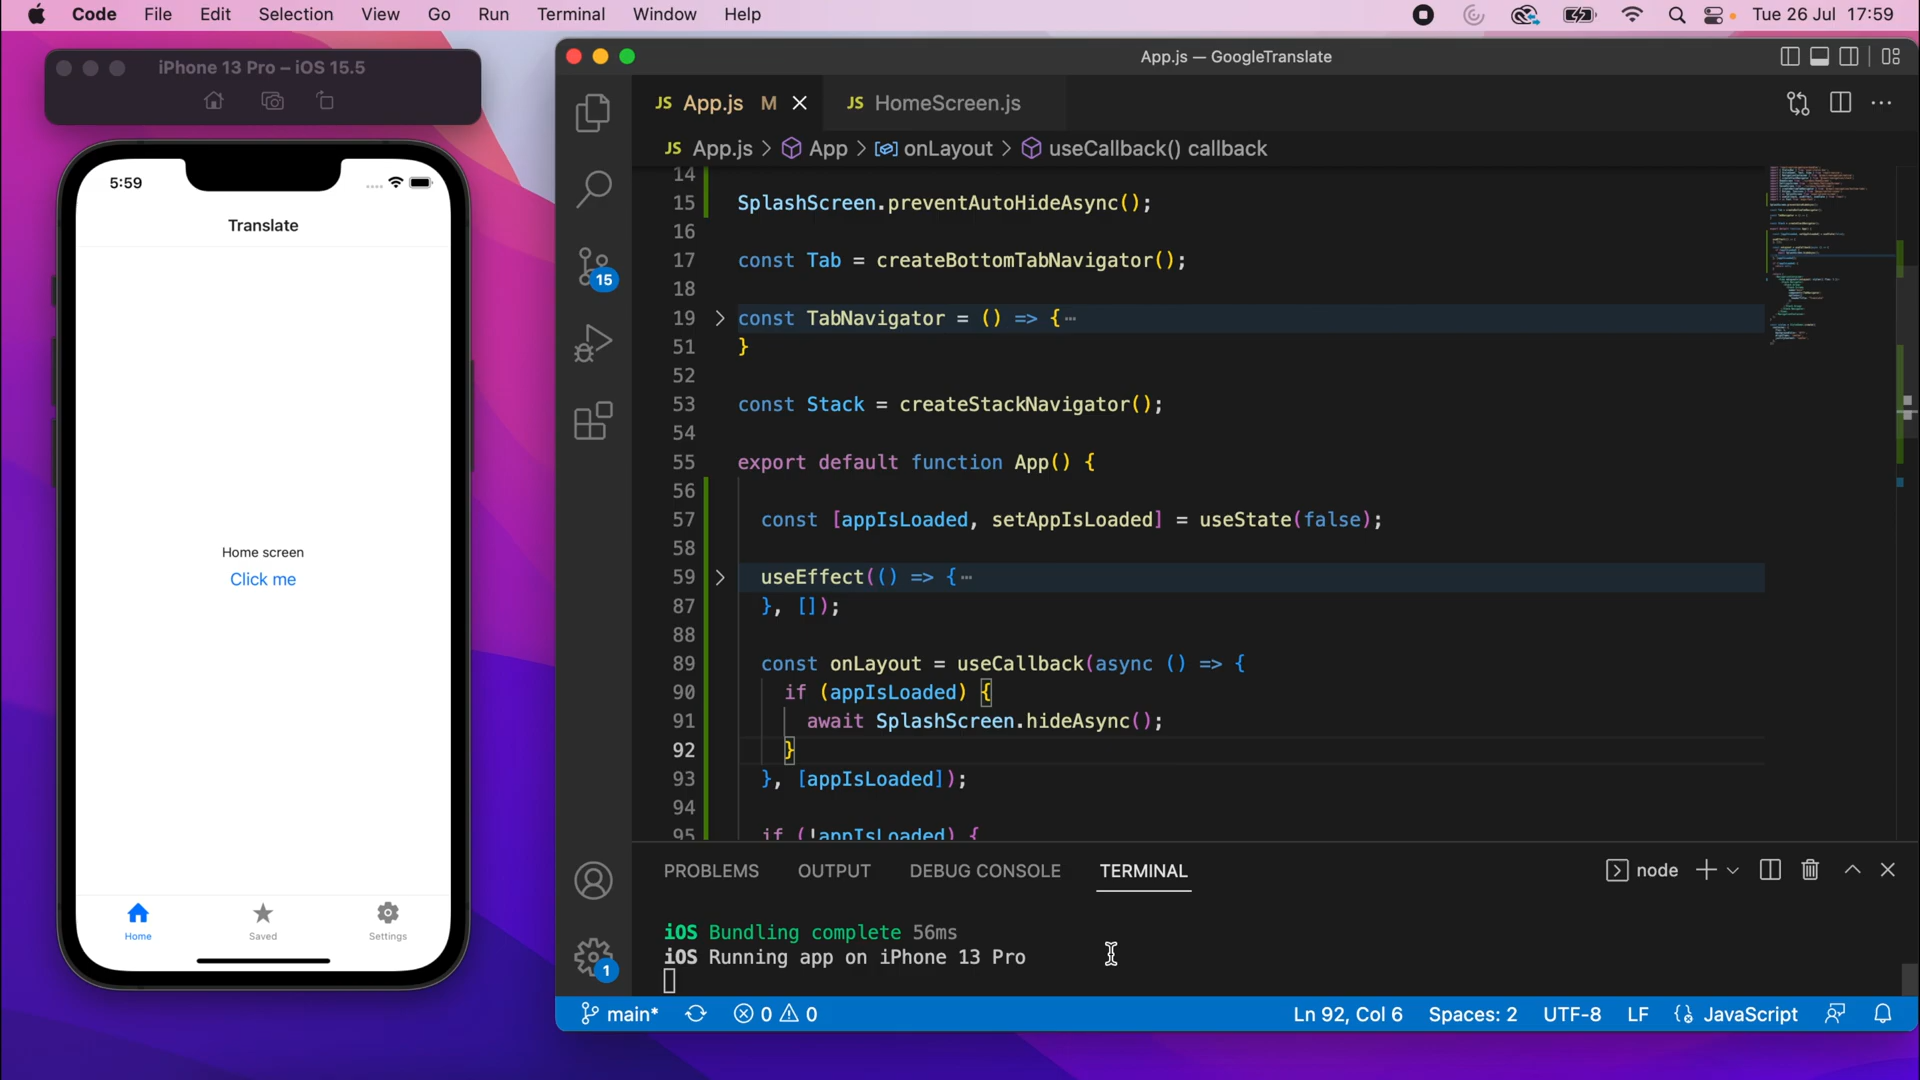 Code File Edit Selection View Go Run Terminal Window Help Tue 26 Jul 17:59
iPhone 13 Pro – iOS 15.5
5:59
Translate
Home screen
Click me
Home Saved Settings
App.js — GoogleTranslate
JS App.js M JS HomeScreen.js
JS App.js > App > onLayout > useCallback() callback
15
1
14
15 SplashScreen.preventAutoHideAsync();
16
17 const Tab = createBottomTabNavigator();
18
19 > const TabNavigator = () => {⋯
51 }
52
53 const Stack = createStackNavigator();
54
55 export default function App() {
56
57 const [appIsLoaded, setAppIsLoaded] = useState(false);
58
59 > useEffect(() => {⋯
87 }, []);
88
89 const onLayout = useCallback(async () => {
90 if (appIsLoaded) {
91 await SplashScreen.hideAsync();
92 }
93 }, [appIsLoaded]);
94
95 if (!appIsLoaded) {
PROBLEMS OUTPUT DEBUG CONSOLE TERMINAL node
iOS Bundling complete 56ms
iOS Running app on iPhone 13 Pro
main* 0 0 Ln 92, Col 6 Spaces: 2 UTF-8 LF JavaScript